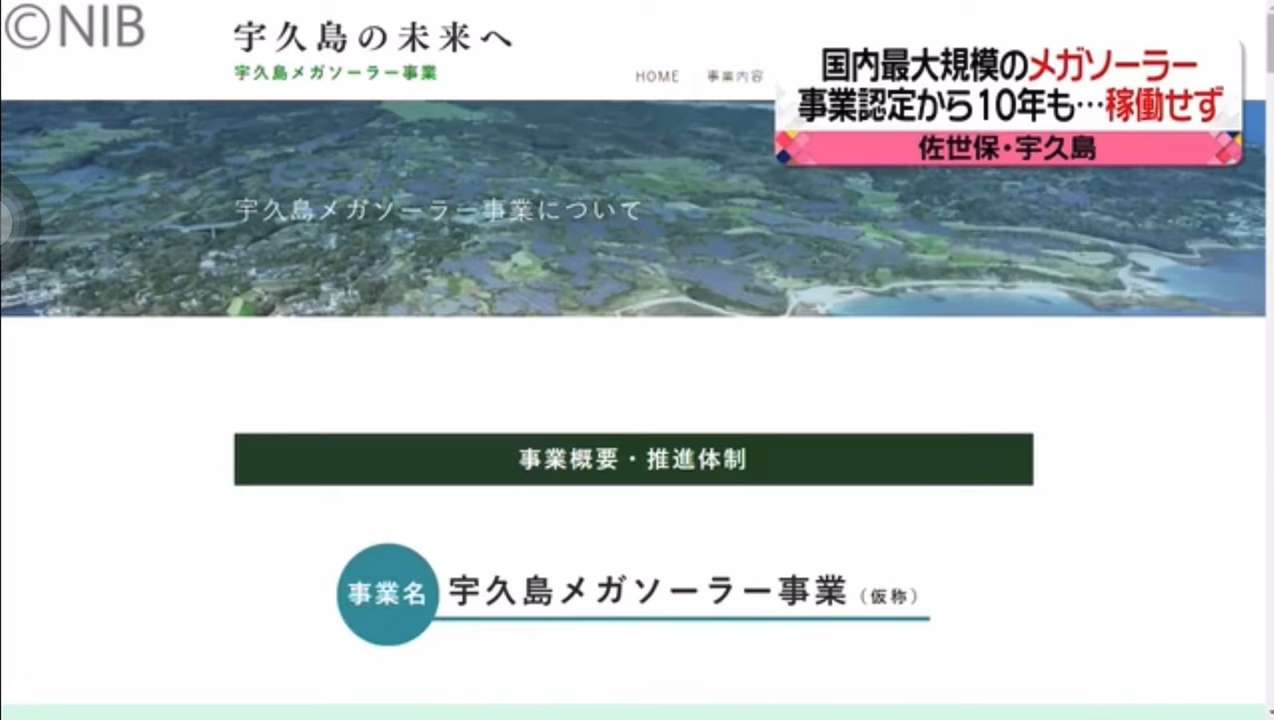 ©NIB
宇久島の未来へ
宇久島メガソーラー事業
HOME 事業内容
国内最大規模のメガソーラー
事業認定から10年も…稼働せず
佐世保・宇久島
宇久島メガソーラー事業について
事業概要・推進体制
事業名 宇久島メガソーラー事業（仮称）